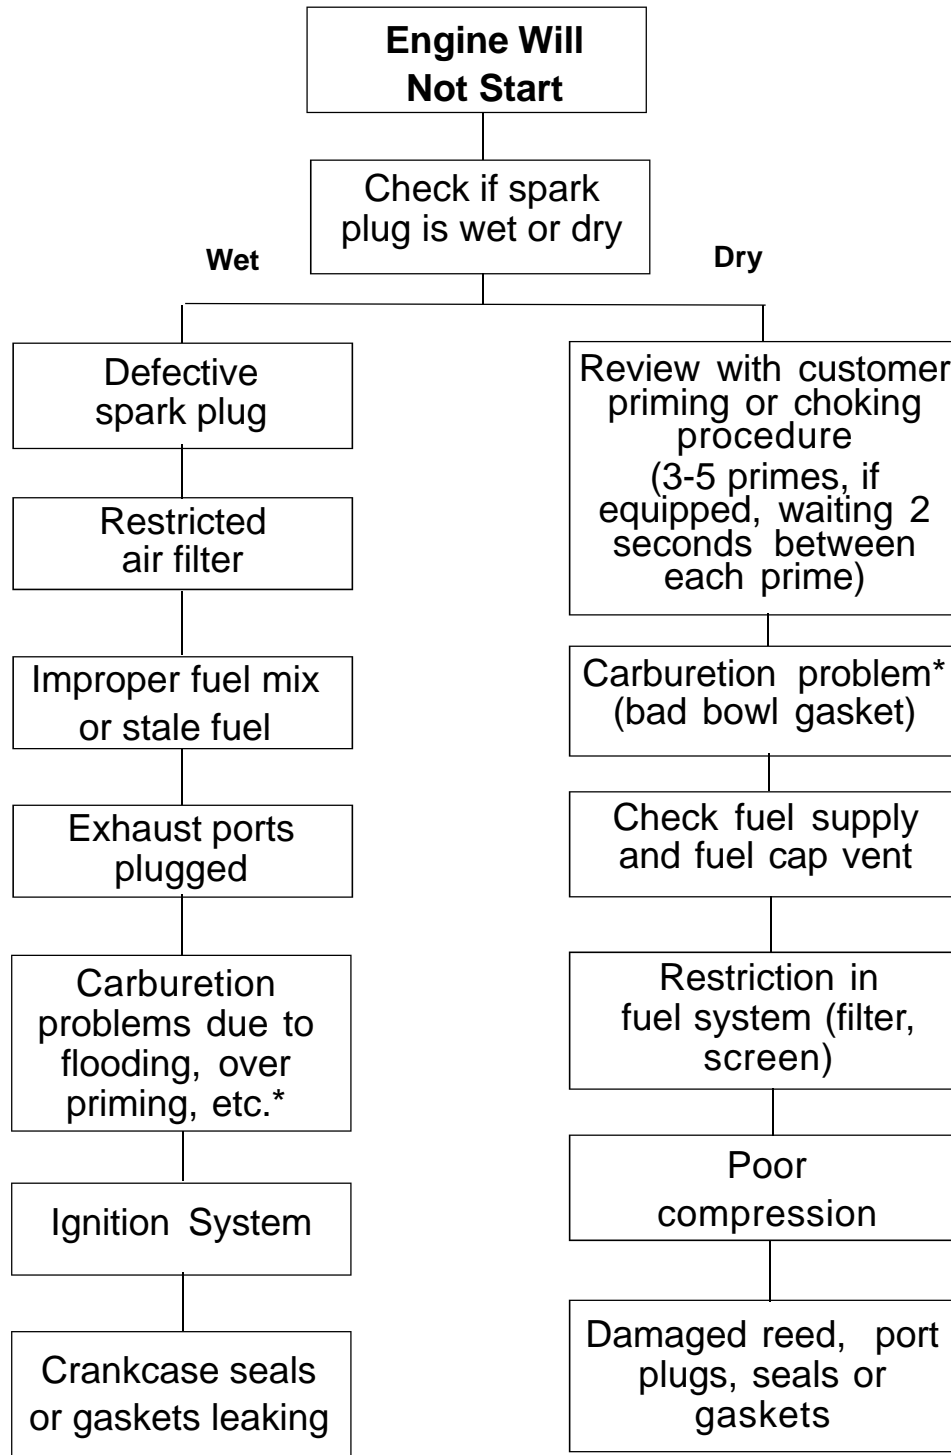 Engine Will
Not Start
Check if spark
plug is wet or dry
Wet
Dry
Defective
spark plug
Restricted
air filter
Improper fuel mix
or stale fuel
Exhaust ports
plugged
Carburetion
problems due to
flooding, over
priming, etc.*
Ignition System
Crankcase seals
or gaskets leaking
Review with customer
priming or choking
procedure
(3-5 primes, if
equipped, waiting 2
seconds between
each prime)
Carburetion problem*
(bad bowl gasket)
Check fuel supply
and fuel cap vent
Restriction in
fuel system (filter,
screen)
Poor
compression
Damaged reed, port
plugs, seals or
gaskets